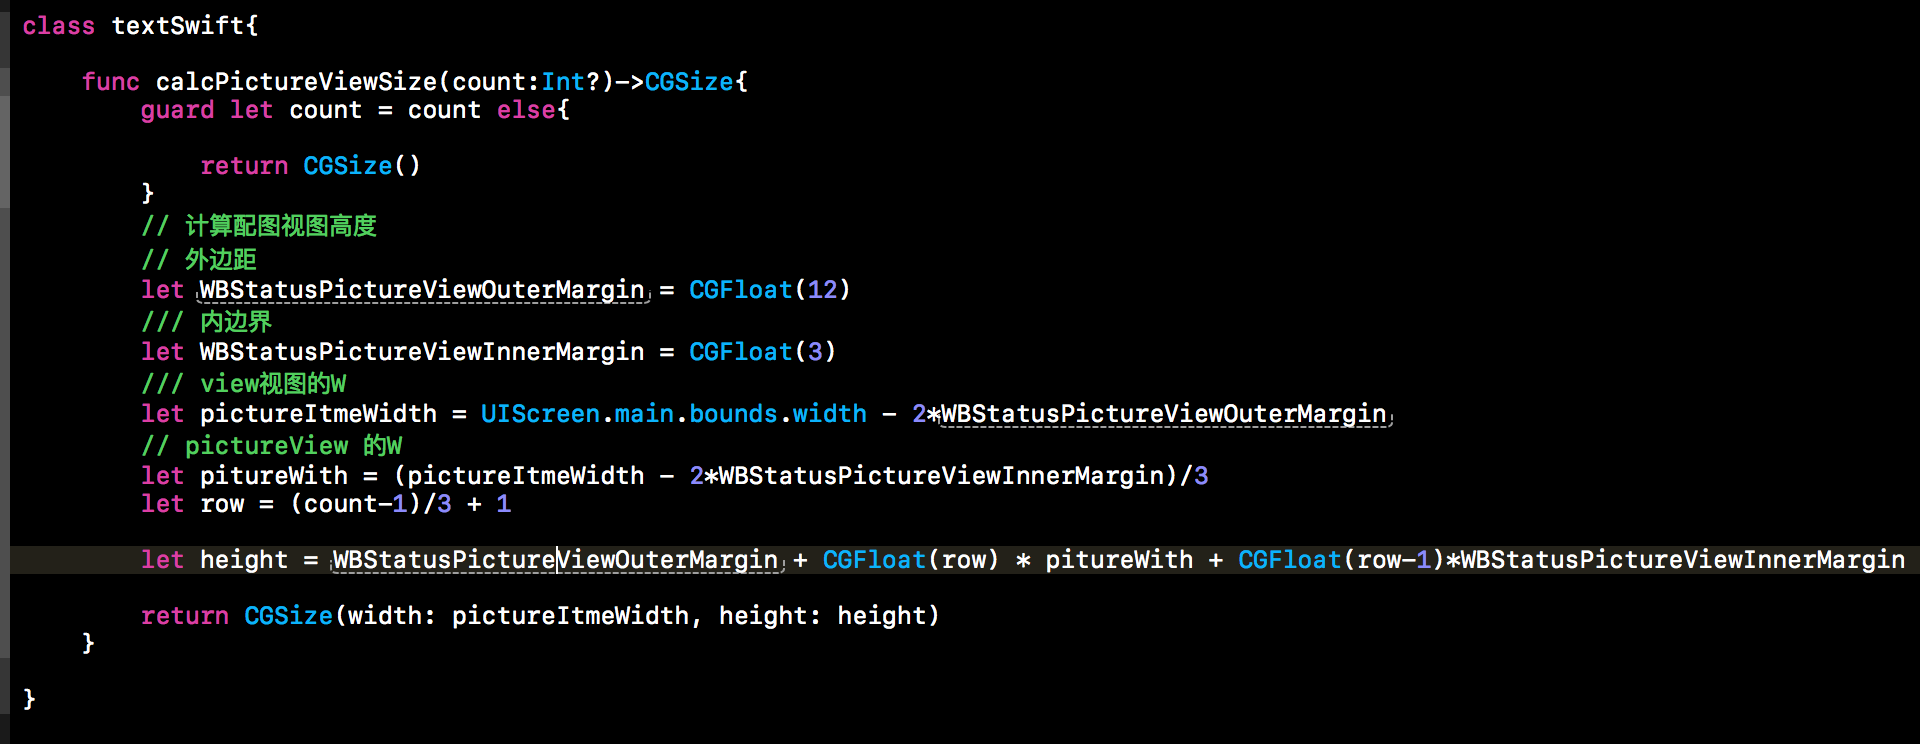 class textSwift{
func calcPictureViewSize(count:Int?)->CGSize{
guard let count = count else{
return CGSize()
}
// 计算配图视图高度
// 外边距
let WBStatusPictureViewOuterMargin = CGFloat(12)
/// 内边界
let WBStatusPictureViewInnerMargin = CGFloat(3)
/// view视图的W
let pictureItmeWidth = UIScreen.main.bounds.width - 2*WBStatusPictureViewOuterMargin
// pictureView 的W
let pitureWith = (pictureItmeWidth - 2*WBStatusPictureViewInnerMargin)/3
let row = (count-1)/3 + 1
let height = WBStatusPictureViewOuterMargin + CGFloat(row) * pitureWith + CGFloat(row-1)*WBStatusPictureViewInnerMargin
return CGSize(width: pictureItmeWidth, height: height)
}
}